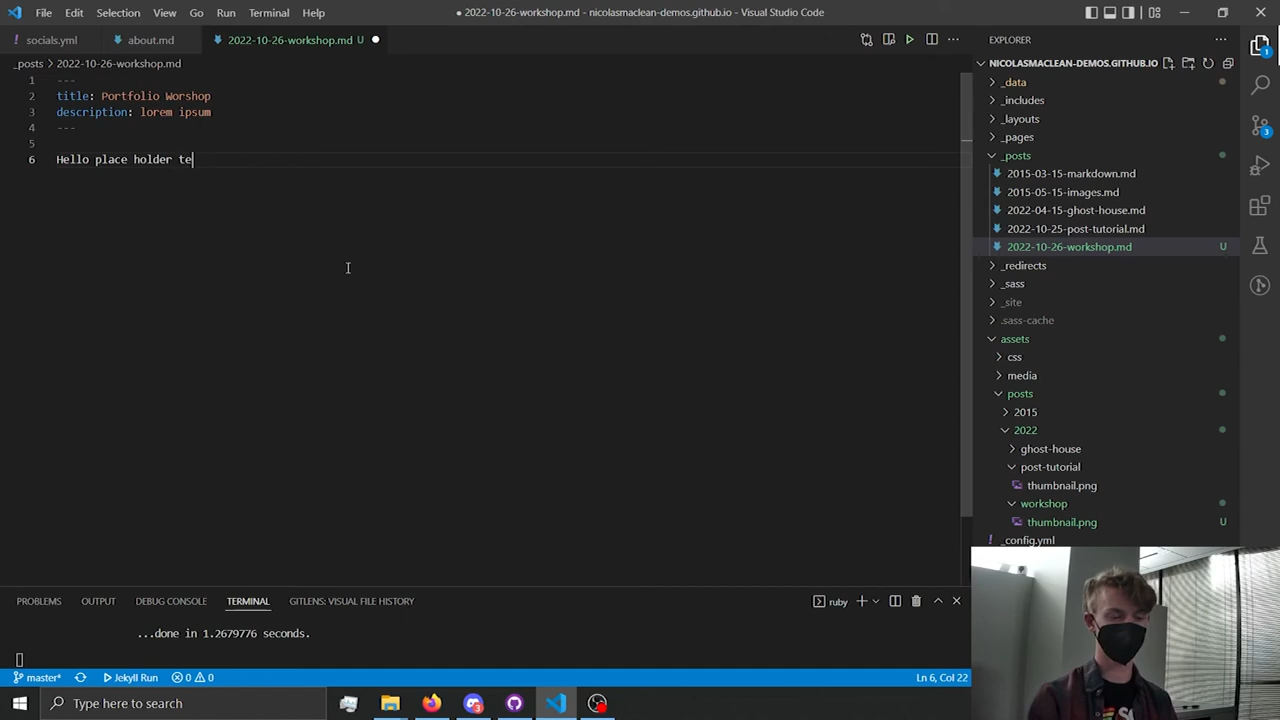 File Edit Selection View Go Run Terminal Help
● 2022-10-26-workshop.md - nicolasmaclean-demos.github.io - Visual Studio Code
socials.yml about.md 2022-10-26-workshop.md U
_posts > 2022-10-26-workshop.md
1 ---
2 title: Portfolio Worshop
3 description: lorem ipsum
4 ---
5
6 Hello place holder te
EXPLORER
NICOLASMACLEAN-DEMOS.GITHUB.IO
_data
_includes
_layouts
_pages
_posts
2015-03-15-markdown.md
2015-05-15-images.md
2022-04-15-ghost-house.md
2022-10-25-post-tutorial.md
2022-10-26-workshop.md U
_redirects
_sass
_site
.sass-cache
assets
css
media
posts
2015
2022
ghost-house
post-tutorial
thumbnail.png
workshop
thumbnail.png U
_config.yml
1
3
PROBLEMS OUTPUT DEBUG CONSOLE TERMINAL GITLENS: VISUAL FILE HISTORY
ruby
...done in 1.2679776 seconds.
master* Jekyll Run 0 0 Ln 6, Col 22
Type here to search